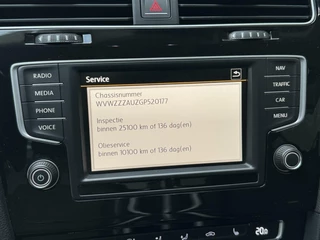 RADIO
MEDIA
PHONE
VOICE
Service
Chassisnummer
WVWZZZAUZGP520177
Inspectie
binnen 25100 km of 136 dag(en)
Olieservice
binnen 10100 km of 136 dag(en)
NAV
TRAFFIC
CAR
MENU